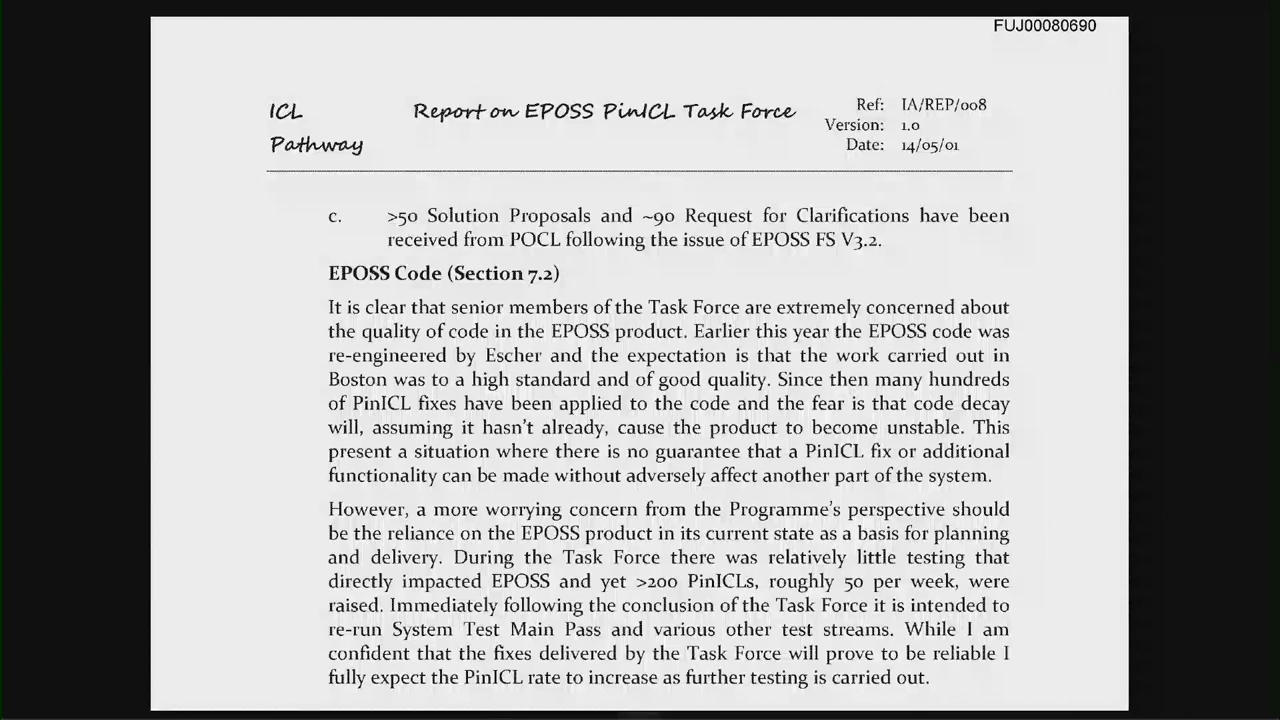 FUJ00080690
ICL Report on EPOSS PinICL Task Force Ref: IA/REP/008
Version: 1.0
Pathway Date: 14/05/01
c. >50 Solution Proposals and ~90 Request for Clarifications have been
received from POCL following the issue of EPOSS FS V3.2.
EPOSS Code (Section 7.2)
It is clear that senior members of the Task Force are extremely concerned about
the quality of code in the EPOSS product. Earlier this year the EPOSS code was
re-engineered by Escher and the expectation is that the work carried out in
Boston was to a high standard and of good quality. Since then many hundreds
of PinICL fixes have been applied to the code and the fear is that code decay
will, assuming it hasn't already, cause the product to become unstable. This
present a situation where there is no guarantee that a PinICL fix or additional
functionality can be made without adversely affect another part of the system.
However, a more worrying concern from the Programme's perspective should
be the reliance on the EPOSS product in its current state as a basis for planning
and delivery. During the Task Force there was relatively little testing that
directly impacted EPOSS and yet >200 PinICLs, roughly 50 per week, were
raised. Immediately following the conclusion of the Task Force it is intended to
re-run System Test Main Pass and various other test streams. While I am
confident that the fixes delivered by the Task Force will prove to be reliable I
fully expect the PinICL rate to increase as further testing is carried out.